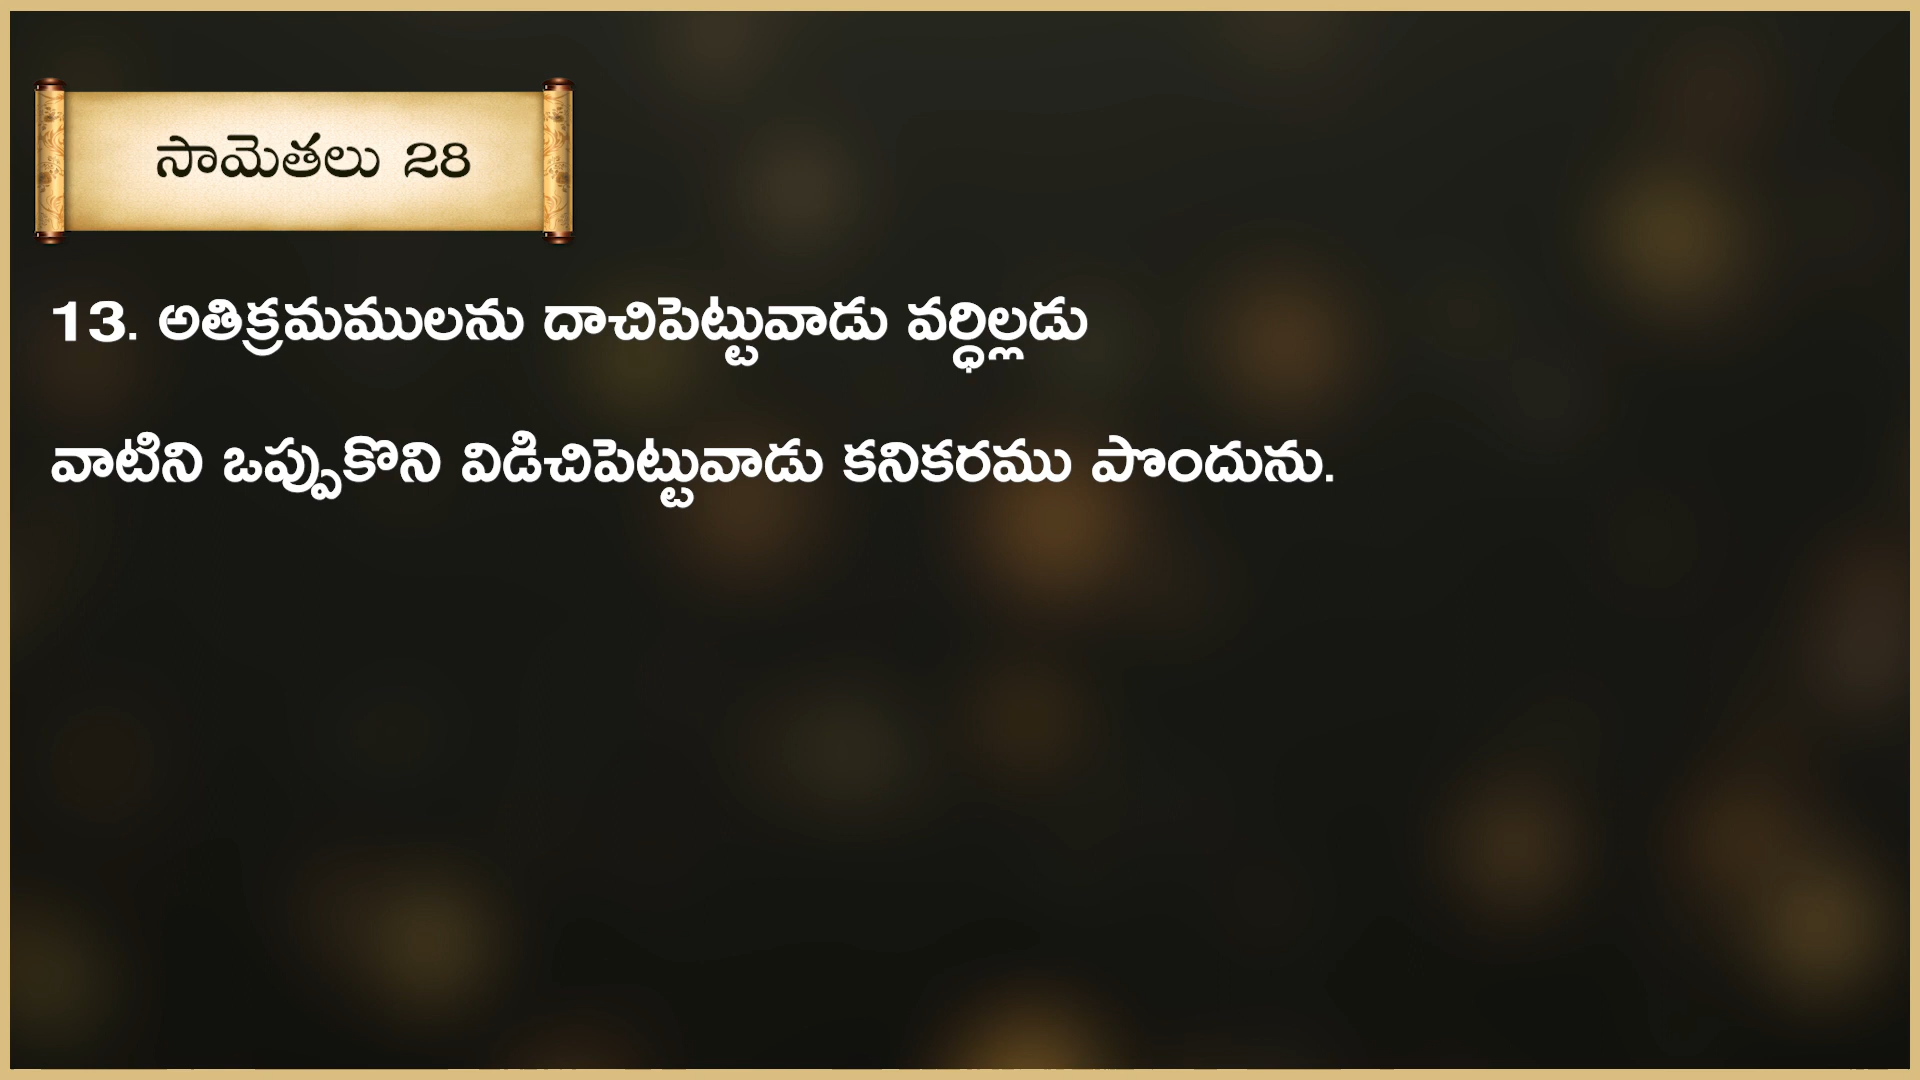 సామెతలు 28
13. అతిక్రమములను దాచిపెట్టువాడు వర్ధిల్లడు
వాటిని ఒప్పుకొని విడిచిపెట్టువాడు కనికరము పొందును.